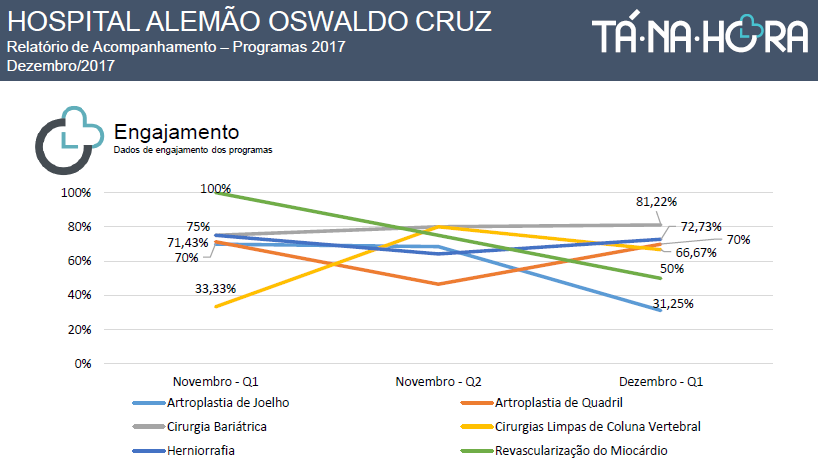 HOSPITAL ALEMÃO OSWALDO CRUZ
Relatório de Acompanhamento – Programas 2017
Dezembro/2017
TÁ·NA·HORA
Engajamento
Dados de engajamento dos programas
100%
80%
60%
40%
20%
0%
100%
75%
71,43%
70%
33,33%
81,22%
72,73%
70%
66,67%
50%
31,25%
Novembro - Q1
Novembro - Q2
Dezembro - Q1
Artroplastia de Joelho
Artroplastia de Quadril
Cirurgia Bariátrica
Cirurgias Limpas de Coluna Vertebral
Herniorrafia
Revascularização do Miocárdio